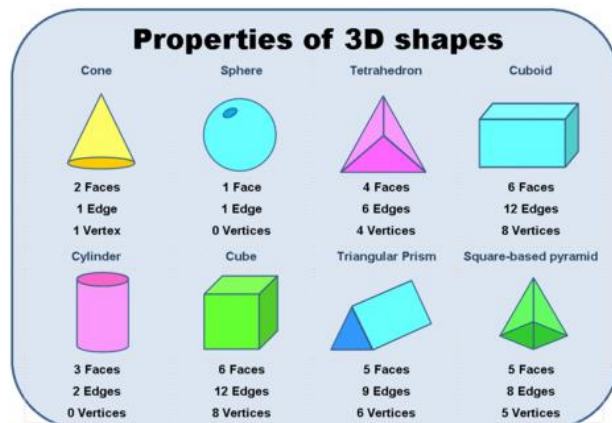 Properties of 3D shapes
Cone Sphere Tetrahedron Cuboid
2 Faces 1 Face 4 Faces 6 Faces
1 Edge 1 Edge 6 Edges 12 Edges
1 Vertex 0 Vertices 4 Vertices 8 Vertices
Cylinder Cube Triangular Prism Square-based pyramid
3 Faces 6 Faces 5 Faces 5 Faces
2 Edges 12 Edges 9 Edges 8 Edges
0 Vertices 8 Vertices 6 Vertices 5 Vertices